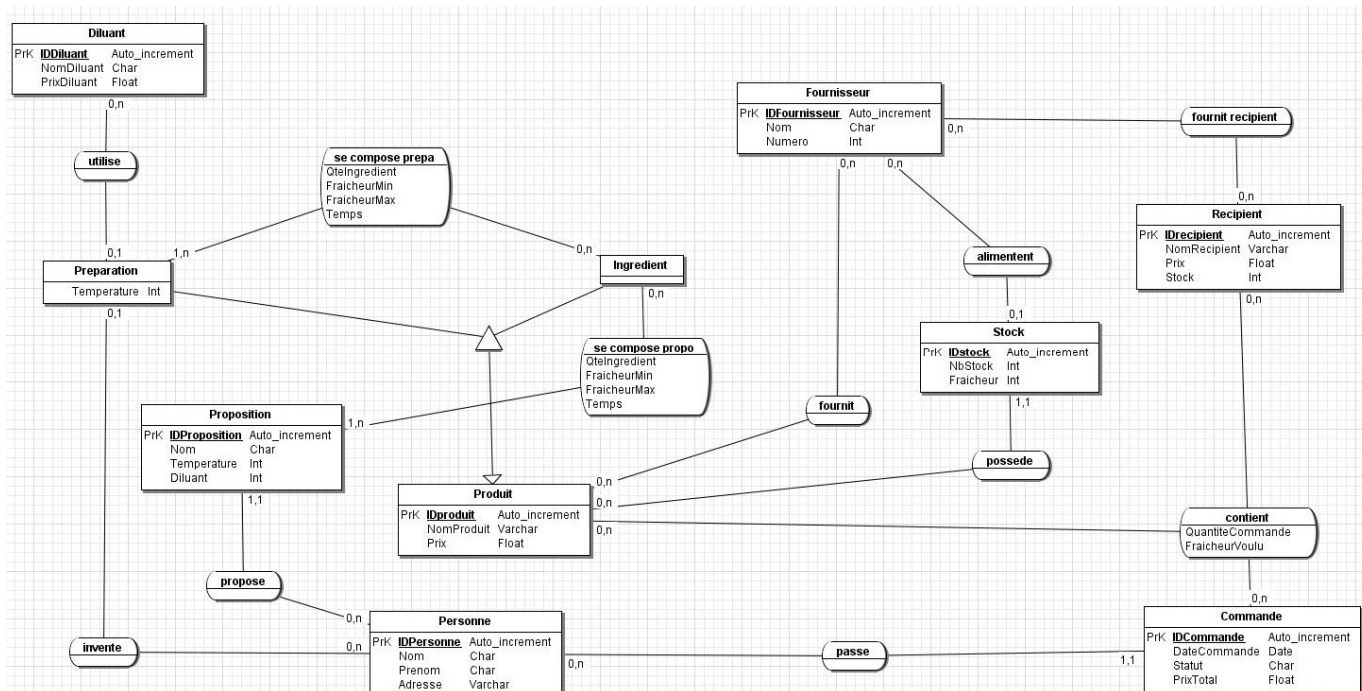 Diluant
PrK IDDiluant Auto_increment
NomDiluant Char
PrixDiluant Float
0,n
utilise
0,1
se compose prepa
QteIngredient
FraicheurMin
FraicheurMax
Temps
1,n
0,n
Preparation
Temperature Int
0,1
Ingredient
0,n
se compose propo
QteIngredient
FraicheurMin
FraicheurMax
Temps
1,n
Fournisseur
PrK IDFournisseur Auto_increment
Nom Char
Numero Int
0,n
0,n
0,n
fournit recipient
0,n
Recipient
PrK IDrecipient Auto_increment
NomRecipient Varchar
Prix Float
Stock Int
0,n
alimentent
0,1
Stock
PrK IDstock Auto_increment
NbStock Int
Fraicheur Int
1,1
fournit
possede
Proposition
PrK IDProposition Auto_increment
Nom Char
Temperature Int
Diluant Int
1,1
Produit
PrK IDproduit Auto_increment
NomProduit Varchar
Prix Float
0,n
0,n
0,n
contient
QuantiteCommande
FraicheurVoulu
0,n
propose
0,n
invente
0,n
Personne
PrK IDPersonne Auto_increment
Nom Char
Prenom Char
Adresse Varchar
0,n
passe
1,1
Commande
PrK IDCommande Auto_increment
DateCommande Date
Statut Char
PrixTotal Float